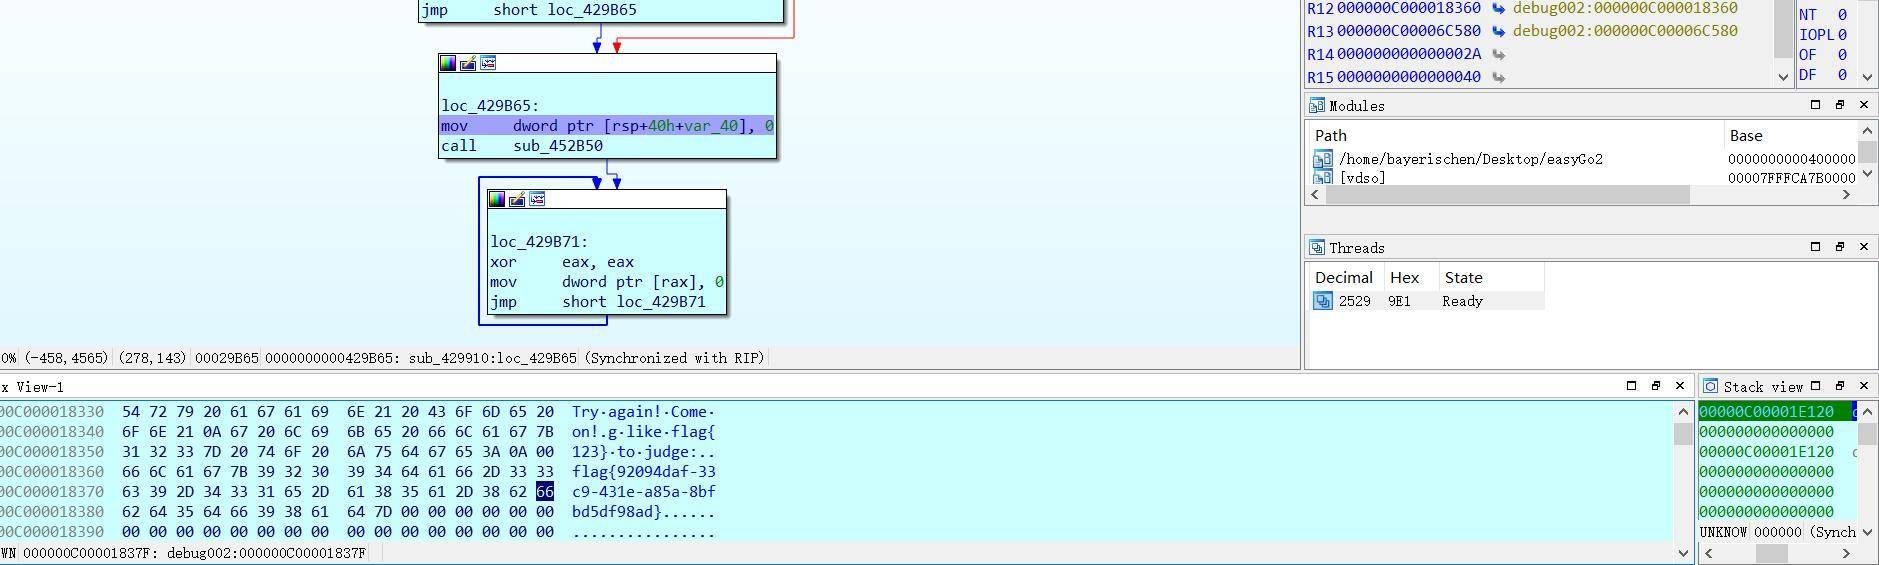 jmp short loc_429B65
loc_429B65:
mov dword ptr [rsp+40h+var_40], 0
call sub_452B50
loc_429B71:
xor eax, eax
mov dword ptr [rax], 0
jmp short loc_429B71
0% (-458,4565) (278,143) 00029B65 0000000000429B65: sub_429910:loc_429B65 (Synchronized with RIP)
R12 000000C000018360 debug002:000000C000018360
R13 000000C00006C580 debug002:000000C00006C580
R14 000000000000002A
R15 0000000000000040
NT 0
IOPL 0
OF 0
DF 0
Modules
Path Base
/home/bayerischen/Desktop/easyGo2 0000000000400000
[vdso] 00007FFFCA7B0000
Threads
Decimal Hex State
2529 9E1 Ready
x View-1
00C000018330 54 72 79 20 61 67 61 69 6E 21 20 43 6F 6D 65 20 Try·again!·Come·
00C000018340 6F 6E 21 0A 67 20 6C 69 6B 65 20 66 6C 61 67 7B on!.g·like·flag{
00C000018350 31 32 33 7D 20 74 6F 20 6A 75 64 67 65 3A 0A 00 123}·to·judge:..
00C000018360 66 6C 61 67 7B 39 32 30 39 34 64 61 66 2D 33 33 flag{92094daf-33
00C000018370 63 39 2D 34 33 31 65 2D 61 38 35 61 2D 38 62 66 c9-431e-a85a-8bf
00C000018380 62 64 35 64 66 39 38 61 64 7D 00 00 00 00 00 00 bd5df98ad}......
00C000018390 00 00 00 00 00 00 00 00 00 00 00 00 00 00 00 00 ................
WN 000000C00001837F: debug002:000000C00001837F
Stack view
00000C00001E120
000000000000000
00000C00001E120
000000000000000
000000000000000
000000000000000
UNKNOW 000000 (Synch